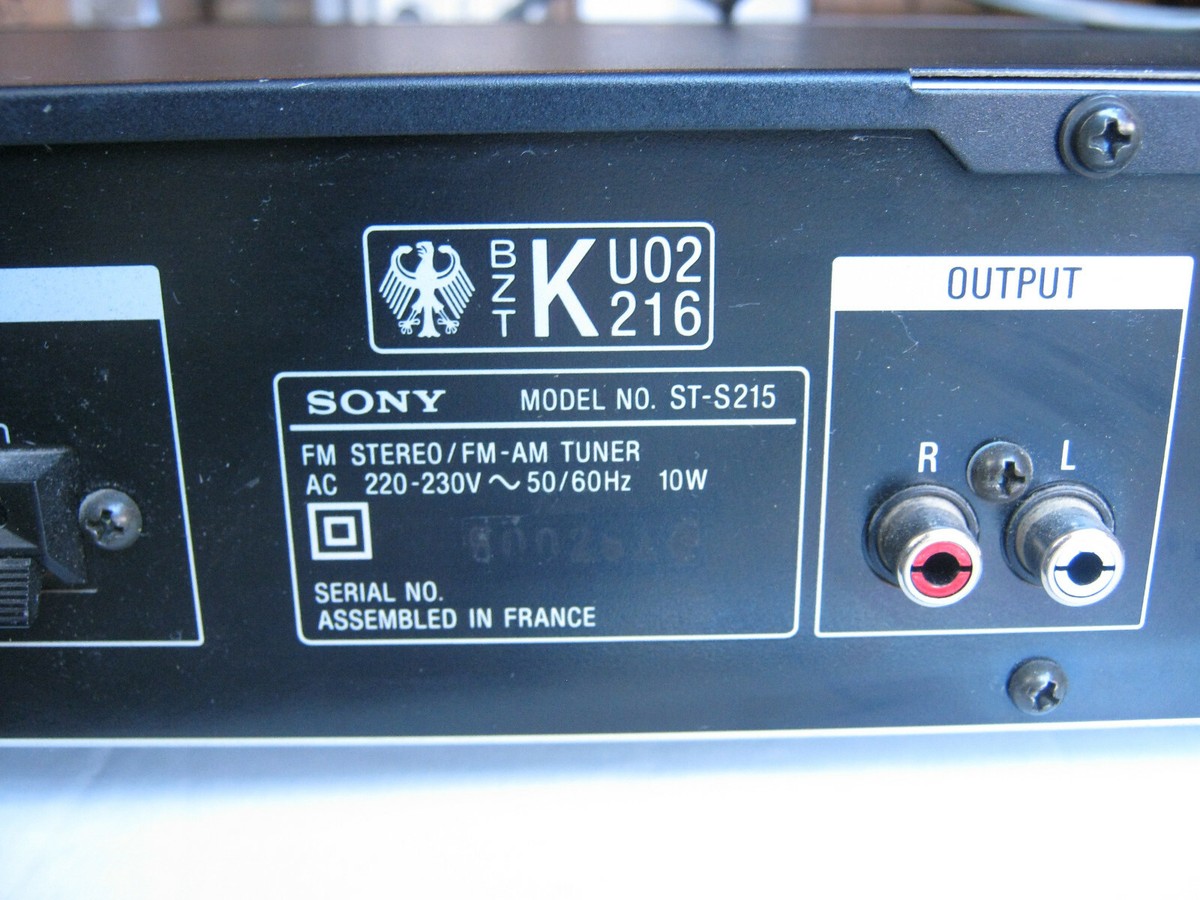 BZT K U02
216
SONY MODEL NO. ST-S215
FM STEREO/FM-AM TUNER
AC 220-230V ~ 50/60Hz 10W
SERIAL NO.
ASSEMBLED IN FRANCE
OUTPUT
R L